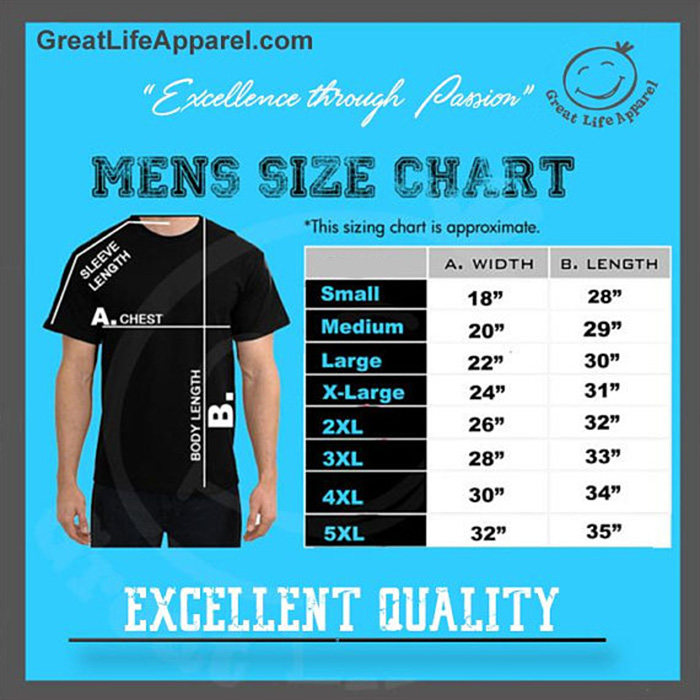 GreatLifeApparel.com
"Excellence through Passion"
Great Life Apparel
MENS SIZE CHART
*This sizing chart is approximate.
SLEEVE
LENGTH
A. CHEST
BODY LENGTH
B.
A. WIDTH B. LENGTH
Small 18” 28”
Medium 20” 29”
Large 22” 30”
X-Large 24” 31”
2XL 26” 32”
3XL 28” 33”
4XL 30” 34”
5XL 32” 35”
EXCELLENT QUALITY